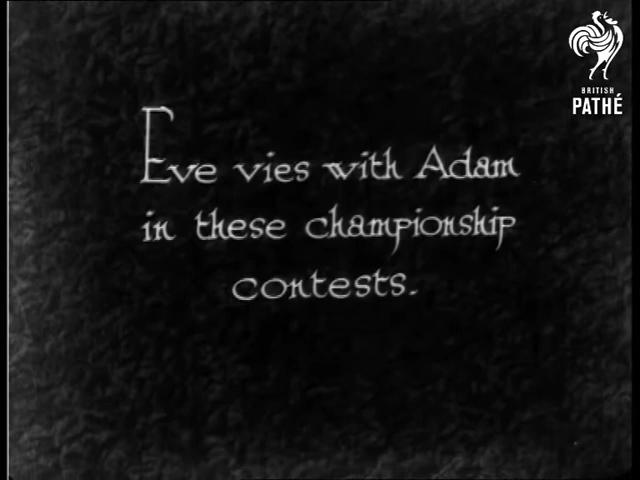 BRITISH
PATHÉ
Eve vies with Adam
in these championship
contests.